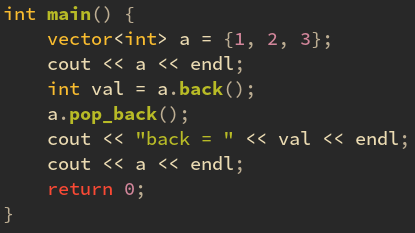 int main() {
    vector<int> a = {1, 2, 3};
    cout << a << endl;
    int val = a.back();
    a.pop_back();
    cout << "back = " << val << endl;
    cout << a << endl;
    return 0;
}